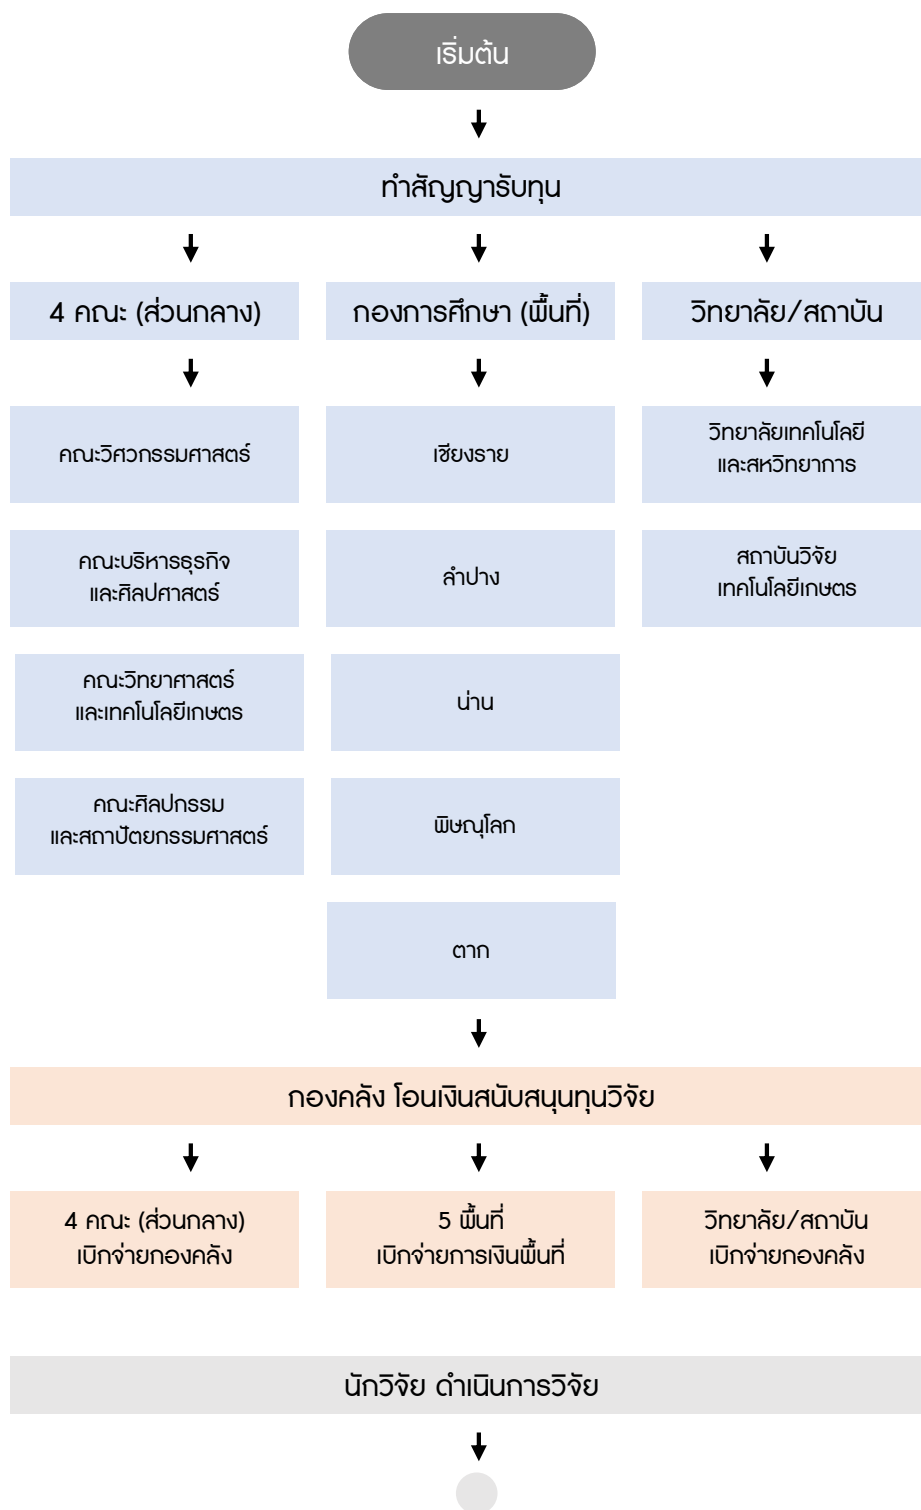 เริ่มต้น
ทำสัญญารับทุน
4 คณะ (ส่วนกลาง)
กองการศึกษา (พื้นที่)
วิทยาลัย/สถาบัน
คณะวิศวกรรมศาสตร์
เชียงราย
วิทยาลัยเทคโนโลยี
และสหวิทยาการ
คณะบริหารธุรกิจ
และศิลปศาสตร์
ลำปาง
สถาบันวิจัย
เทคโนโลยีเกษตร
คณะวิทยาศาสตร์
และเทคโนโลยีเกษตร
น่าน
คณะศิลปกรรม
และสถาปัตยกรรมศาสตร์
พิษณุโลก
ตาก
กองคลัง โอนเงินสนับสนุนทุนวิจัย
4 คณะ (ส่วนกลาง)
เบิกจ่ายกองคลัง
5 พื้นที่
เบิกจ่ายการเงินพื้นที่
วิทยาลัย/สถาบัน
เบิกจ่ายกองคลัง
นักวิจัย ดำเนินการวิจัย